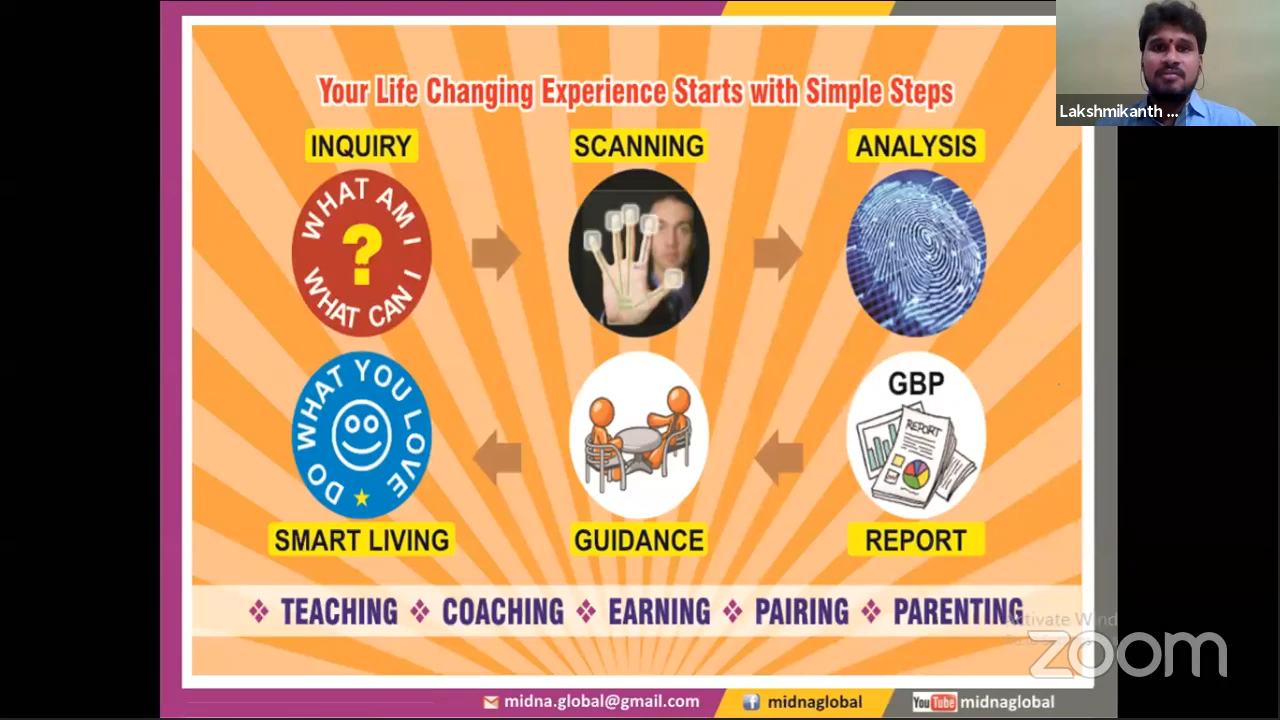 Your Life Changing Experience Starts with Simple Steps
INQUIRY
SCANNING
ANALYSIS
WHAT AM I
?
WHAT CAN I
DO WHAT YOU LOVE
GBP
REPORT
SMART LIVING
GUIDANCE
REPORT
❖ TEACHING ❖ COACHING ❖ EARNING ❖ PAIRING ❖ PARENTING
midna.global@gmail.com
midnaglobal
YouTube midnaglobal
Lakshmikanth ...
Activate Wind
zoom